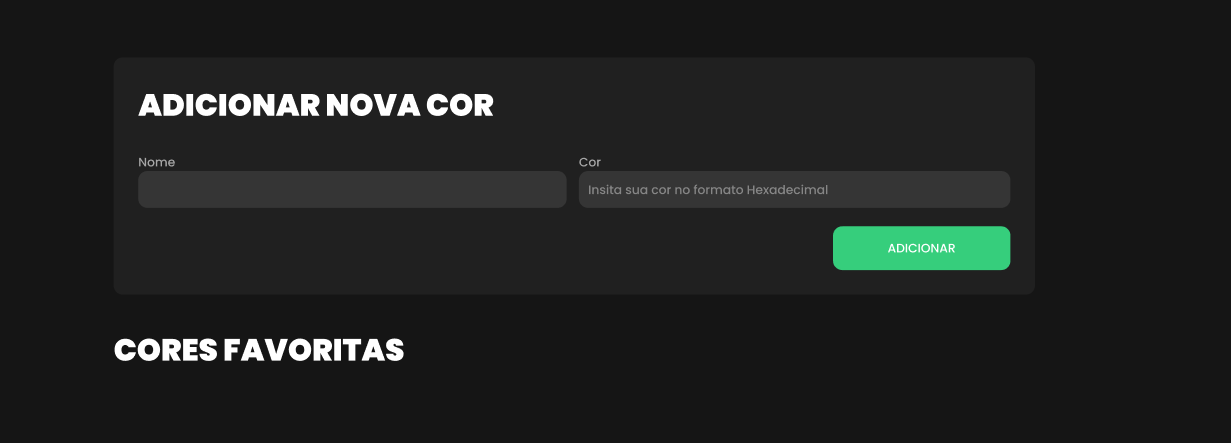 ADICIONAR NOVA COR
Nome
Cor
Insita sua cor no formato Hexadecimal
ADICIONAR
CORES FAVORITAS